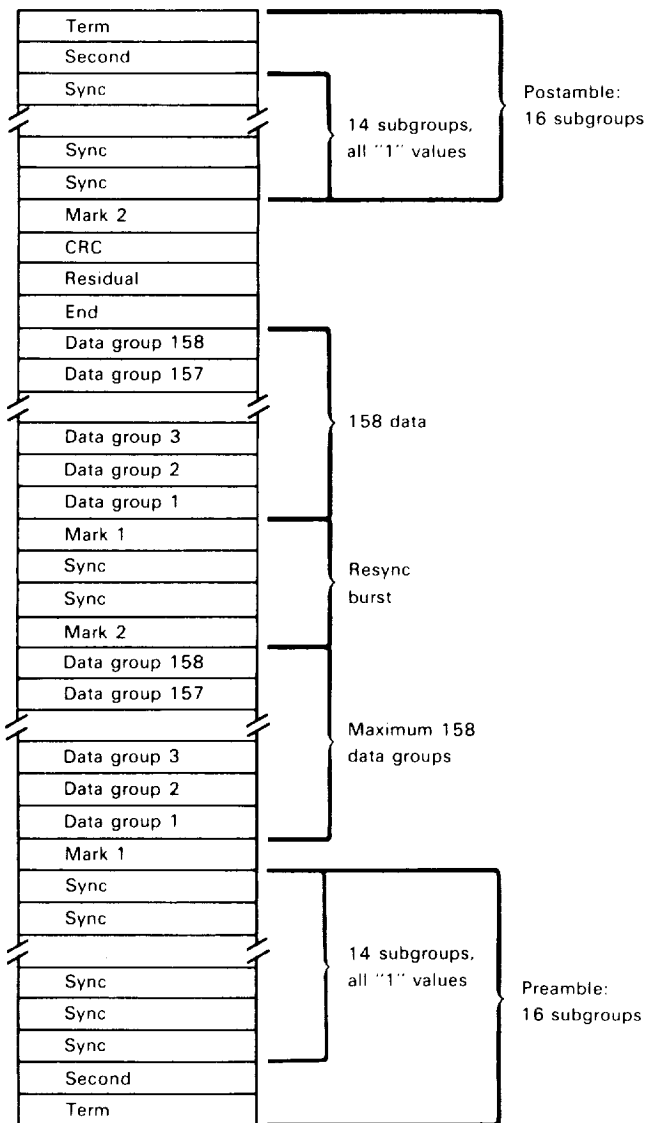 Term
Second
Sync
Postamble:
16 subgroups
14 subgroups,
all "1" values
Sync
Sync
Mark 2
CRC
Residual
End
Data group 158
Data group 157
158 data
Data group 3
Data group 2
Data group 1
Mark 1
Sync
Sync
Resync
burst
Mark 2
Data group 158
Data group 157
Maximum 158
data groups
Data group 3
Data group 2
Data group 1
Mark 1
Sync
Sync
14 subgroups,
all "1" values
Sync
Sync
Sync
Preamble:
16 subgroups
Second
Term